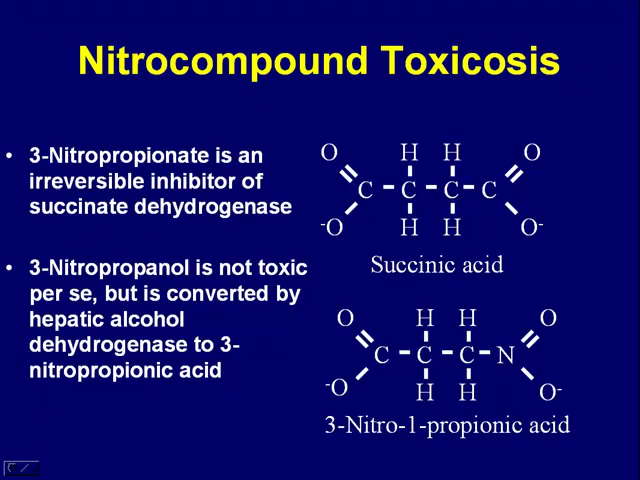 Nitrocompound Toxicosis
• 3-Nitropropionate is an
irreversible inhibitor of
succinate dehydrogenase
• 3-Nitropropanol is not toxic
per se, but is converted by
hepatic alcohol
dehydrogenase to 3-
nitropropionic acid
O H H O
C C C C
-O H H O-
Succinic acid
O H H O
C C C N
-O H H O-
3-Nitro-1-propionic acid